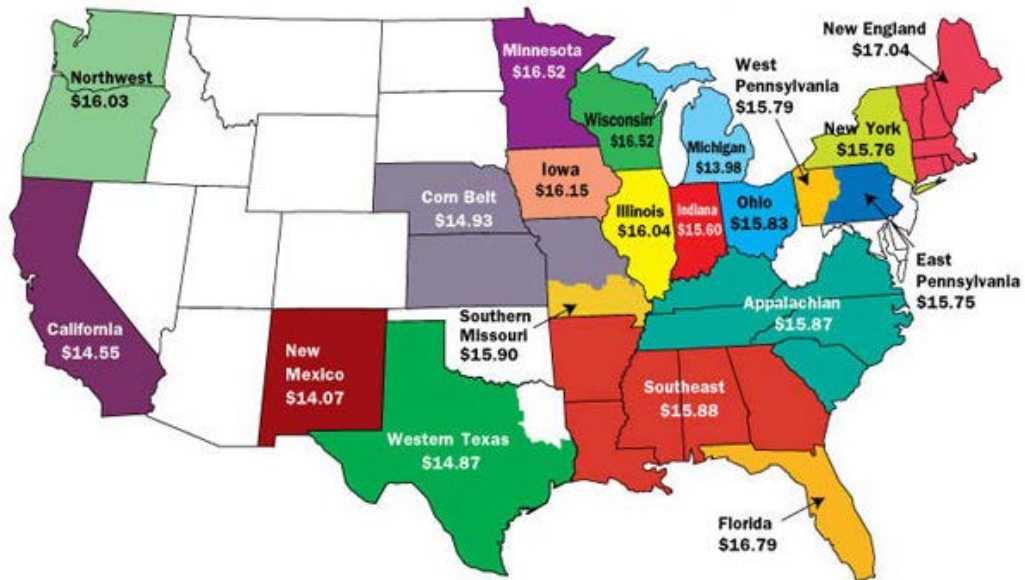 Northwest
$16.03
California
$14.55
New
Mexico
$14.07
Western Texas
$14.87
Corn Belt
$14.93
Minnesota
$16.52
Wisconsin
$16.52
Iowa
$16.15
Illinois
$16.04
Michigan
$13.98
Indiana
$15.60
Ohio
$15.83
West
Pennsylvania
$15.79
New England
$17.04
New York
$15.76
East
Pennsylvania
$15.75
Appalachian
$15.87
Southern
Missouri
$15.90
Southeast
$15.88
Florida
$16.79